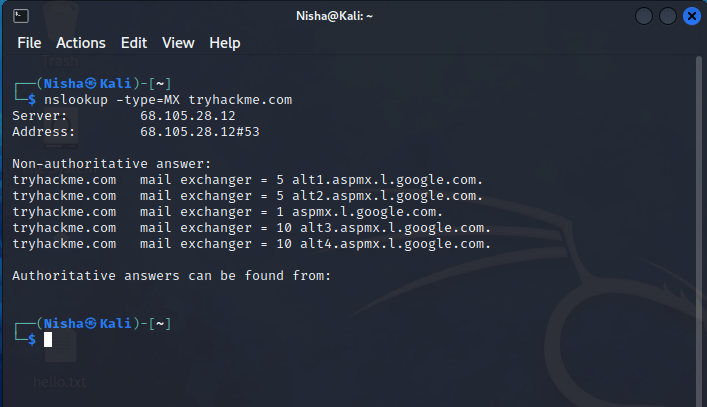 Nisha@Kali: ~
File Actions Edit View Help
Trash
┌──(Nisha㉿Kali)-[~]
└─$ nslookup -type=MX tryhackme.com
Server:         68.105.28.12
Address:        68.105.28.12#53
Non-authoritative answer:
tryhackme.com   mail exchanger = 5 alt1.aspmx.l.google.com.
tryhackme.com   mail exchanger = 5 alt2.aspmx.l.google.com.
tryhackme.com   mail exchanger = 1 aspmx.l.google.com.
tryhackme.com   mail exchanger = 10 alt3.aspmx.l.google.com.
tryhackme.com   mail exchanger = 10 alt4.aspmx.l.google.com.
Authoritative answers can be found from:
┌──(Nisha㉿Kali)-[~]
└─$
hello.txt